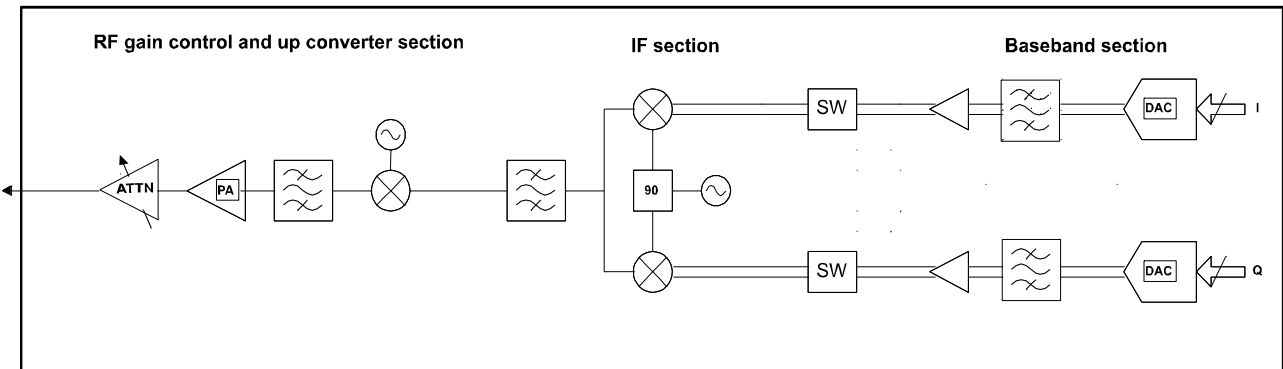 RF gain control and up converter section
IF section
Baseband section
SW
DAC
I
ATTN
PA
90
SW
DAC
Q